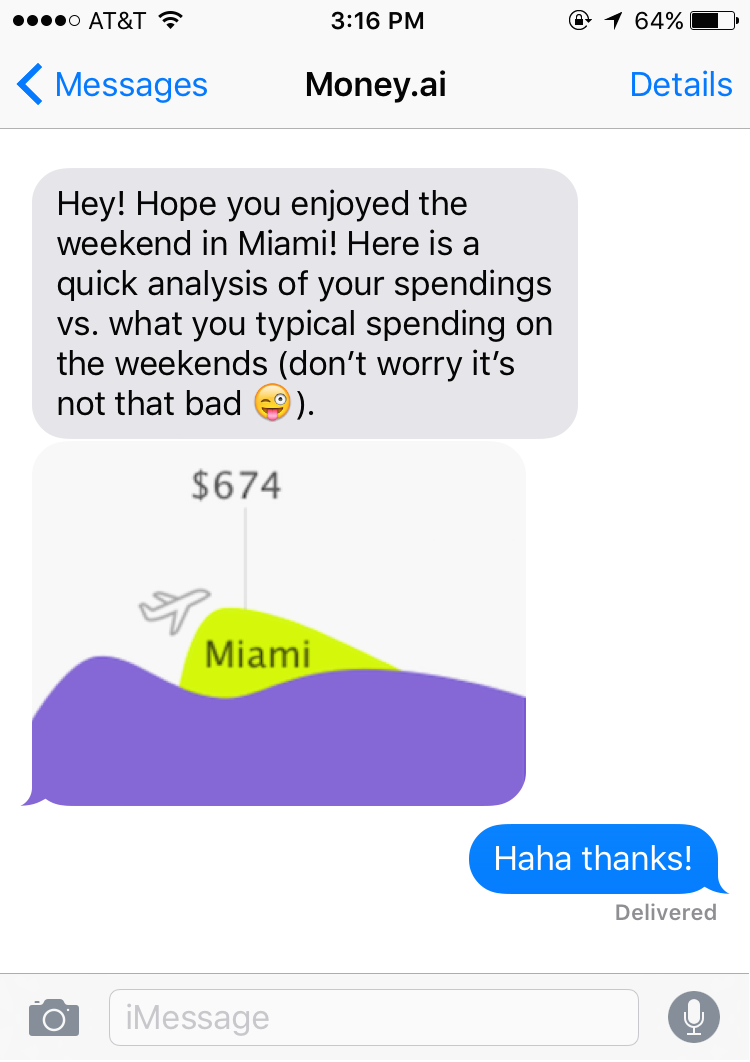 AT&T 3:16 PM 64%
Messages Money.ai Details
Hey! Hope you enjoyed the
weekend in Miami! Here is a
quick analysis of your spendings
vs. what you typical spending on
the weekends (don’t worry it’s
not that bad 😜).
$674
Miami
Haha thanks!
Delivered
iMessage